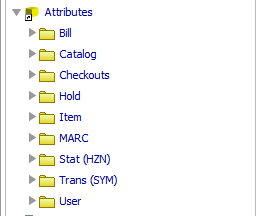 Attributes
Bill
Catalog
Checkouts
Hold
Item
MARC
Stat (HZN)
Trans (SYM)
User